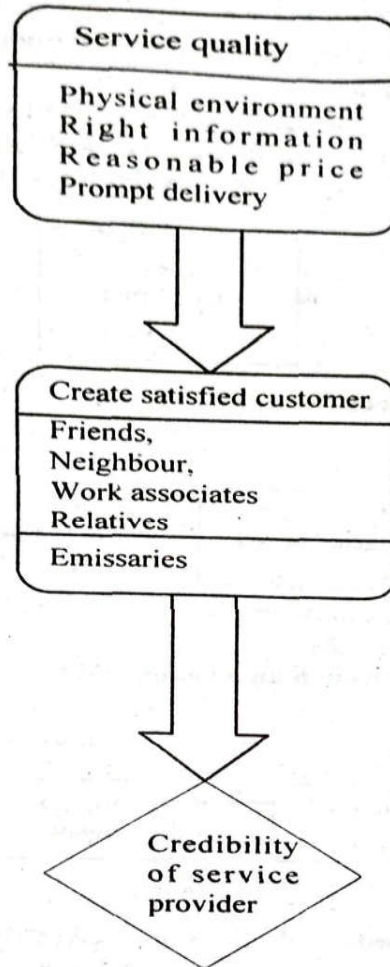 Service quality
Physical environment
Right information
Reasonable price
Prompt delivery
Create satisfied customer
Friends,
Neighbour,
Work associates
Relatives
Emissaries
Credibility
of service
provider